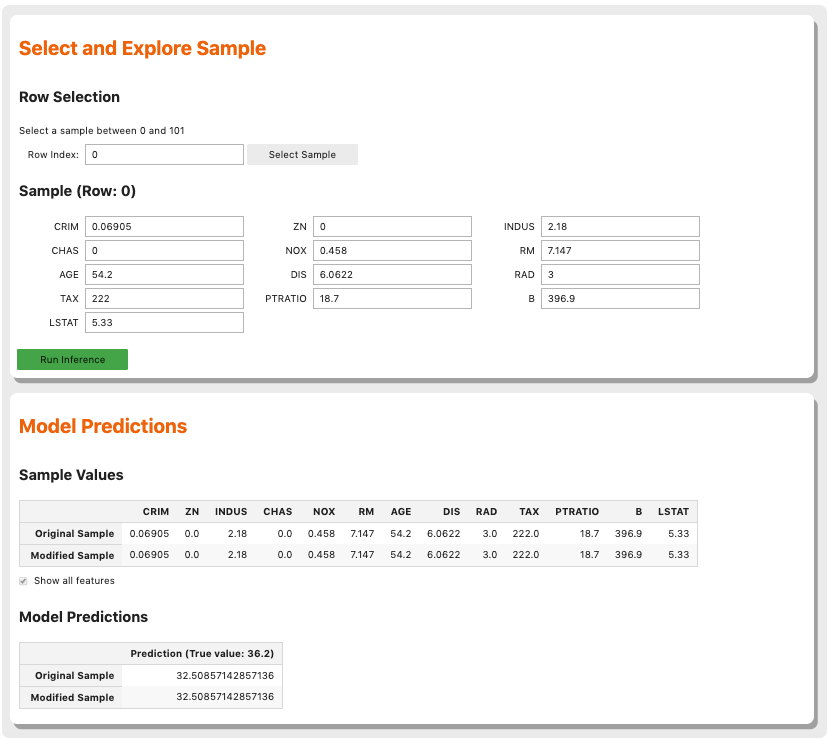 Select and Explore Sample
Row Selection
Select a sample between 0 and 101
Row Index: 0 Select Sample
Sample (Row: 0)
CRIM 0.06905 ZN 0 INDUS 2.18
CHAS 0 NOX 0.458 RM 7.147
AGE 54.2 DIS 6.0622 RAD 3
TAX 222 PTRATIO 18.7 B 396.9
LSTAT 5.33
Run Inference
Model Predictions
Sample Values
CRIM ZN INDUS CHAS NOX RM AGE DIS RAD TAX PTRATIO B LSTAT
Original Sample 0.06905 0.0 2.18 0.0 0.458 7.147 54.2 6.0622 3.0 222.0 18.7 396.9 5.33
Modified Sample 0.06905 0.0 2.18 0.0 0.458 7.147 54.2 6.0622 3.0 222.0 18.7 396.9 5.33
Show all features
Model Predictions
Prediction (True value: 36.2)
Original Sample 32.50857142857136
Modified Sample 32.50857142857136